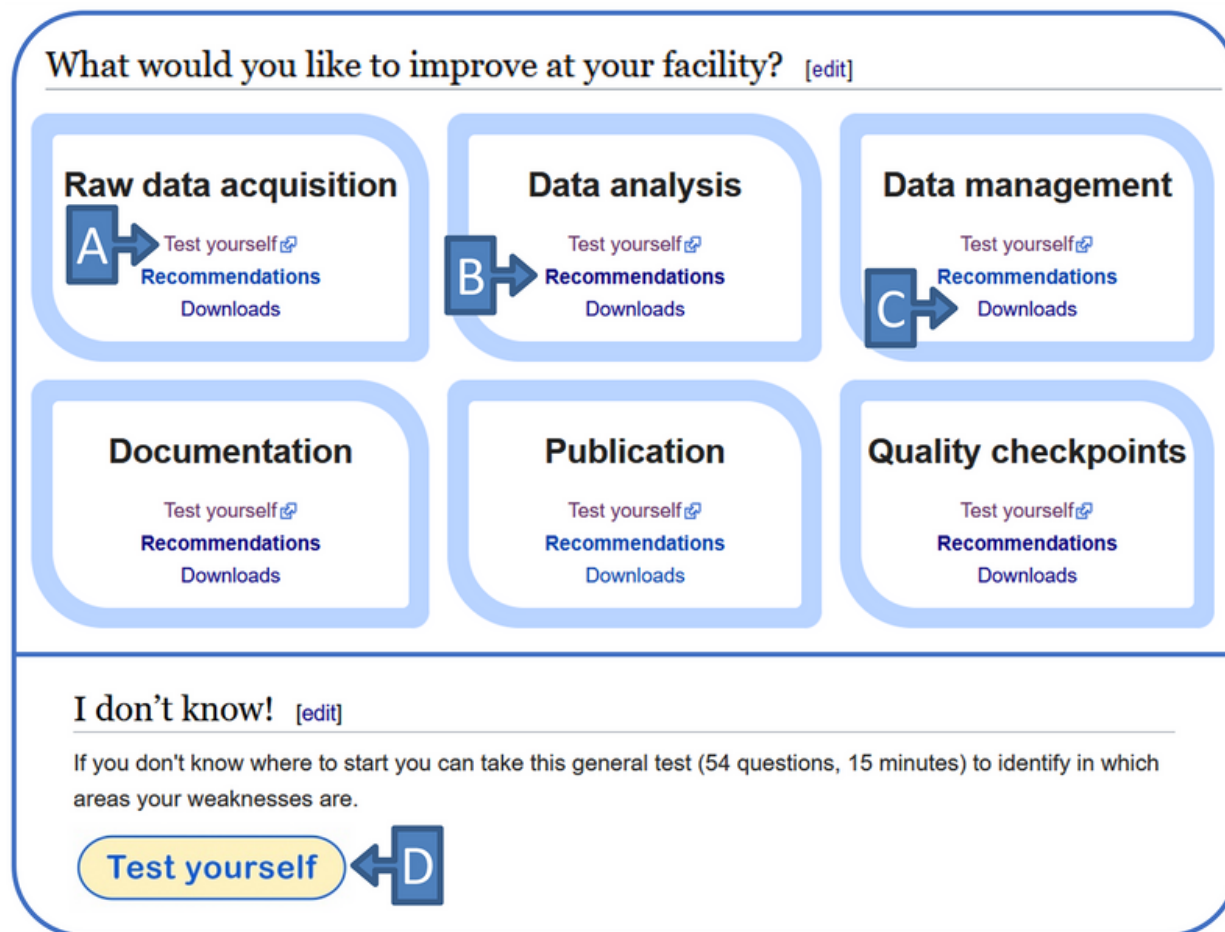 What would you like to improve at your facility? [edit]
Raw data acquisition
A
Test yourself
Recommendations
Downloads
Data analysis
Test yourself
B
Recommendations
Downloads
Data management
Test yourself
Recommendations
C
Downloads
Documentation
Test yourself
Recommendations
Downloads
Publication
Test yourself
Recommendations
Downloads
Quality checkpoints
Test yourself
Recommendations
Downloads
I don’t know! [edit]
If you don't know where to start you can take this general test (54 questions, 15 minutes) to identify in which
areas your weaknesses are.
Test yourself
D